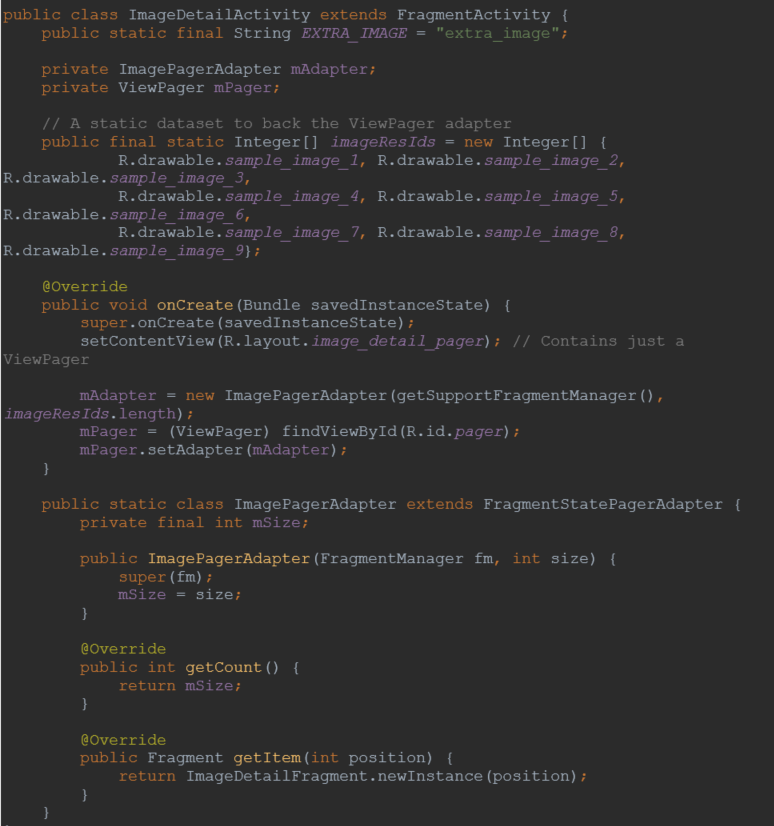 public class ImageDetailActivity extends FragmentActivity {
    public static final String EXTRA_IMAGE = "extra_image";

    private ImagePagerAdapter mAdapter;
    private ViewPager mPager;

    // A static dataset to back the ViewPager adapter
    public final static Integer[] imageResIds = new Integer[] {
            R.drawable.sample_image_1, R.drawable.sample_image_2,
R.drawable.sample_image_3,
            R.drawable.sample_image_4, R.drawable.sample_image_5,
R.drawable.sample_image_6,
            R.drawable.sample_image_7, R.drawable.sample_image_8,
R.drawable.sample_image_9};

    @Override
    public void onCreate(Bundle savedInstanceState) {
        super.onCreate(savedInstanceState);
        setContentView(R.layout.image_detail_pager); // Contains just a
ViewPager

        mAdapter = new ImagePagerAdapter(getSupportFragmentManager(),
imageResIds.length);
        mPager = (ViewPager) findViewById(R.id.pager);
        mPager.setAdapter(mAdapter);
    }

    public static class ImagePagerAdapter extends FragmentStatePagerAdapter {
        private final int mSize;

        public ImagePagerAdapter(FragmentManager fm, int size) {
            super(fm);
            mSize = size;
        }

        @Override
        public int getCount() {
            return mSize;
        }

        @Override
        public Fragment getItem(int position) {
            return ImageDetailFragment.newInstance(position);
        }
    }